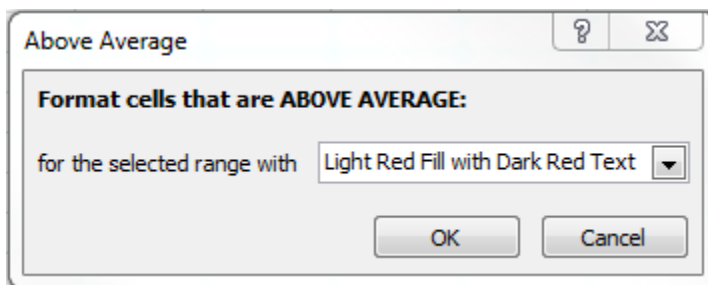 Above Average
Format cells that are ABOVE AVERAGE:
for the selected range with Light Red Fill with Dark Red Text
OK Cancel